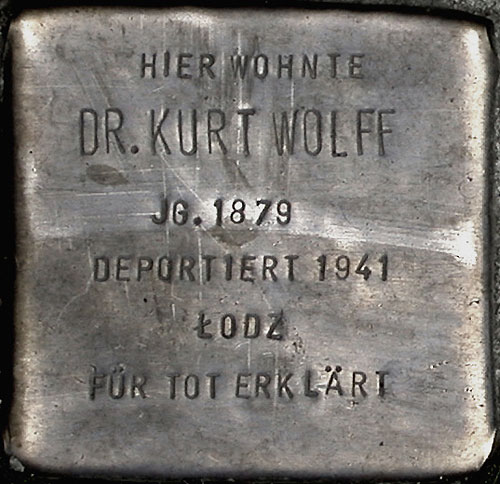 HIER WOHNTE
DR. KURT WOLFF
JG. 1879
DEPORTIERT 1941
ŁODZ
FÜR TOT ERKLÄRT